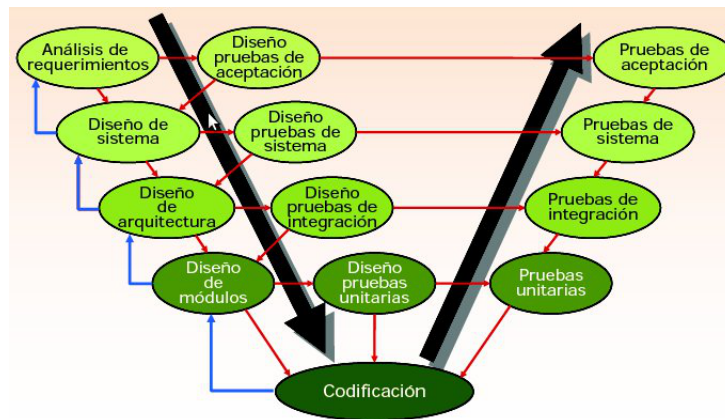 Análisis de
requerimientos
Diseño
pruebas de
aceptación
Pruebas de
aceptación
Diseño de
sistema
Diseño
pruebas de
sistema
Pruebas de
sistema
Diseño
de
arquitectura
Diseño
pruebas de
integración
Pruebas de
integración
Diseño
de
módulos
Diseño
pruebas
unitarias
Pruebas
unitarias
Codificación